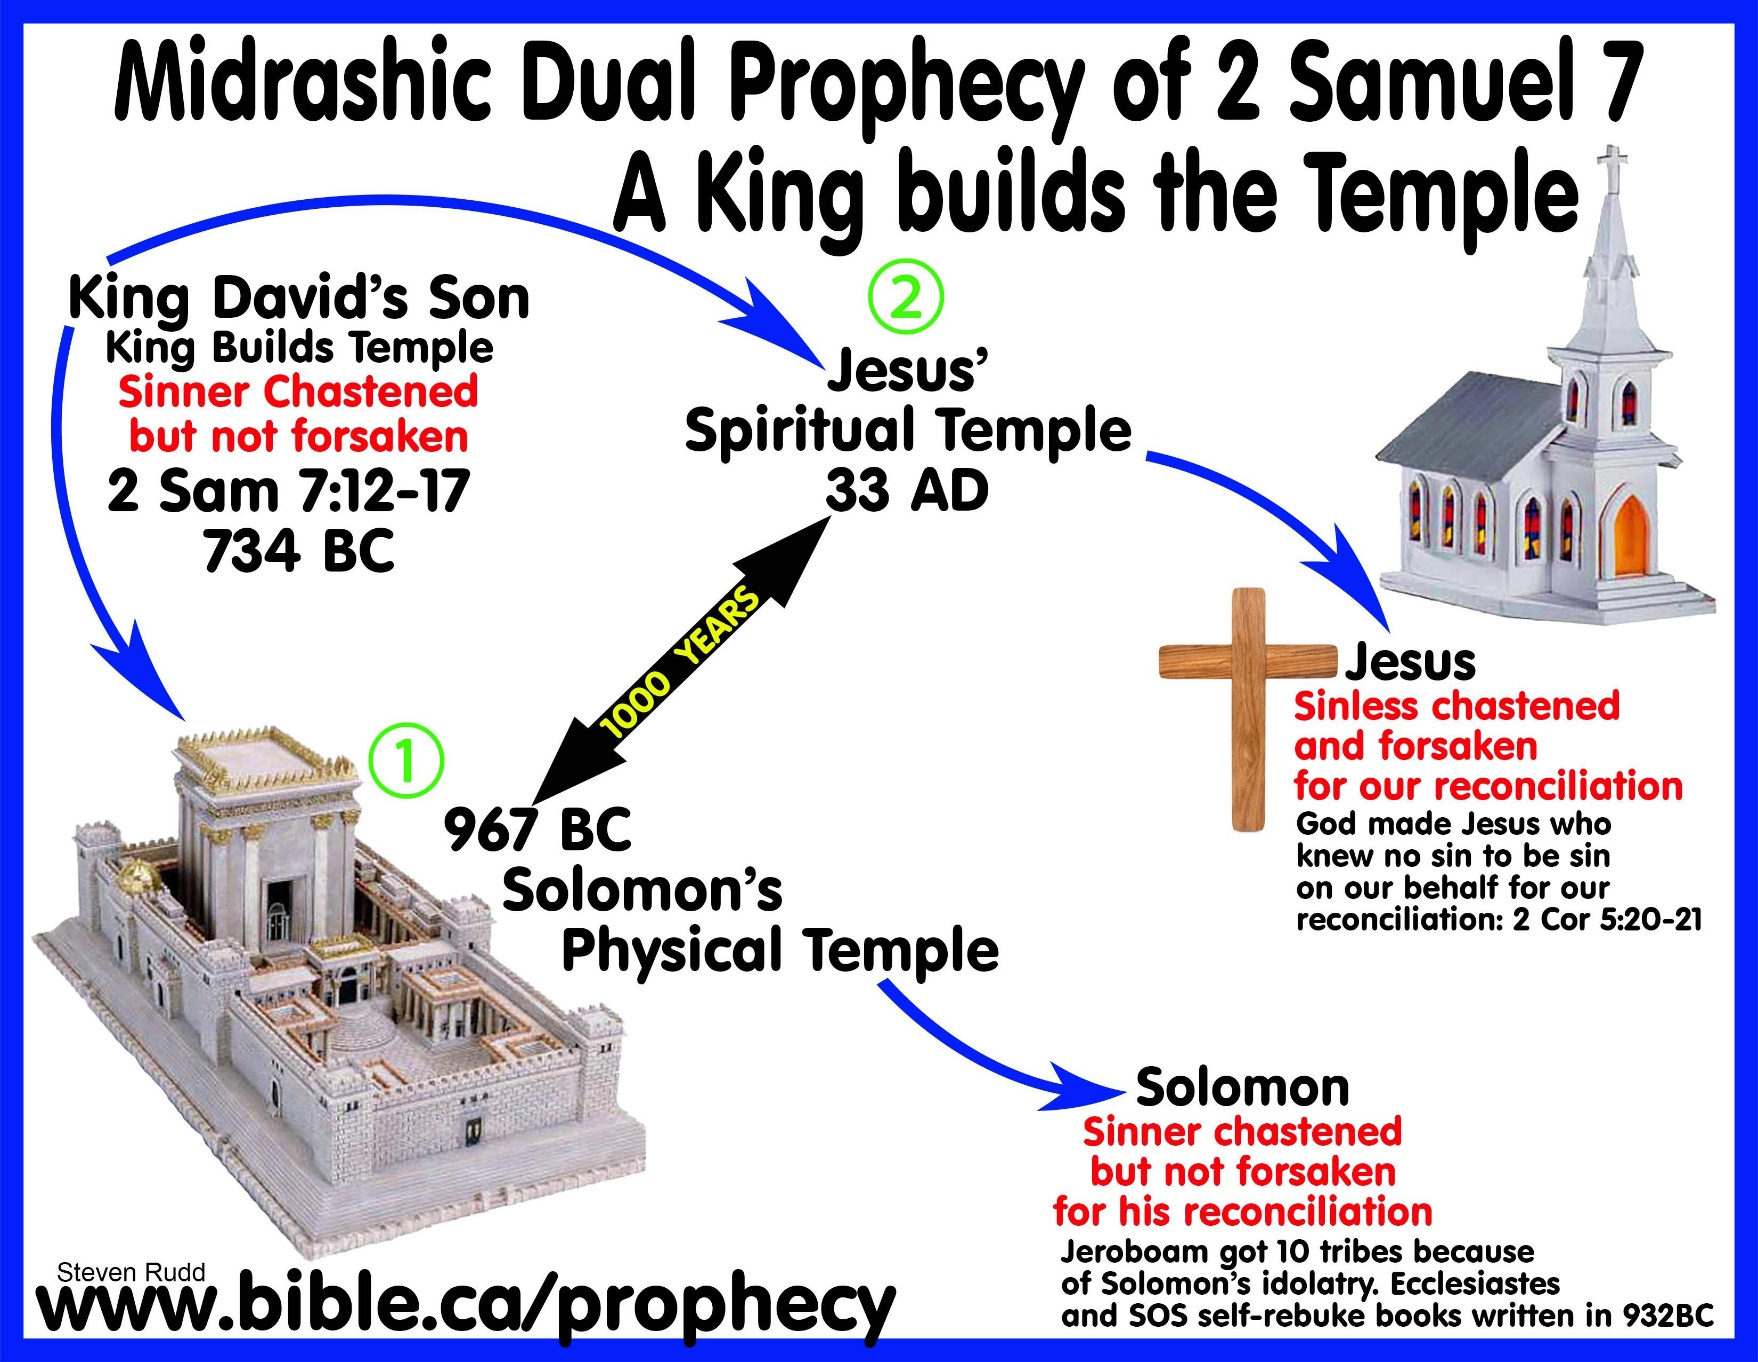 Midrashic Dual Prophecy of 2 Samuel 7
A King builds the Temple
King David's Son
King Builds Temple
Sinner Chastened
but not forsaken
2 Sam 7:12-17
734 BC
2
Jesus'
Spiritual Temple
33 AD
1000 YEARS
1
967 BC
Solomon's
Physical Temple
Jesus
Sinless chastened
and forsaken
for our reconciliation
God made Jesus who
knew no sin to be sin
on our behalf for our
reconciliation: 2 Cor 5:20-21
Solomon
Sinner chastened
but not forsaken
for his reconciliation
Jeroboam got 10 tribes because
of Solomon's idolatry. Ecclesiastes
and SOS self-rebuke books written in 932BC
Steven Rudd
www.bible.ca/prophecy